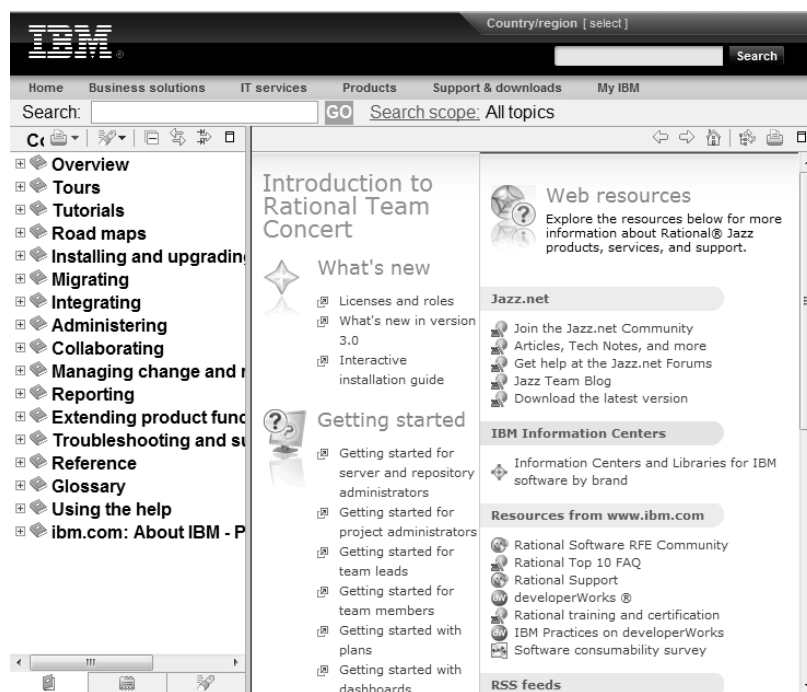 Country/region [ select ]
IBM®
Search
Home Business solutions IT services Products Support & downloads My IBM
Search: GO Search scope: All topics
Overview
Tours
Tutorials
Road maps
Installing and upgrading
Migrating
Integrating
Administering
Collaborating
Managing change and r
Reporting
Extending product func
Troubleshooting and su
Reference
Glossary
Using the help
ibm.com: About IBM - P
Introduction to
Rational Team
Concert
What's new
Licenses and roles
What's new in version
3.0
Interactive
installation guide
Getting started
Getting started for
server and repository
administrators
Getting started for
project administrators
Getting started for
team leads
Getting started for
team members
Getting started with
plans
Getting started with
dashboards
Web resources
Explore the resources below for more
information about Rational® Jazz
products, services, and support.
Jazz.net
Join the Jazz.net Community
Articles, Tech Notes, and more
Get help at the Jazz.net Forums
Jazz Team Blog
Download the latest version
IBM Information Centers
Information Centers and Libraries for IBM
software by brand
Resources from www.ibm.com
Rational Software RFE Community
Rational Top 10 FAQ
Rational Support
dW developerWorks ®
Rational training and certification
dW IBM Practices on developerWorks
Software consumability survey
RSS feeds